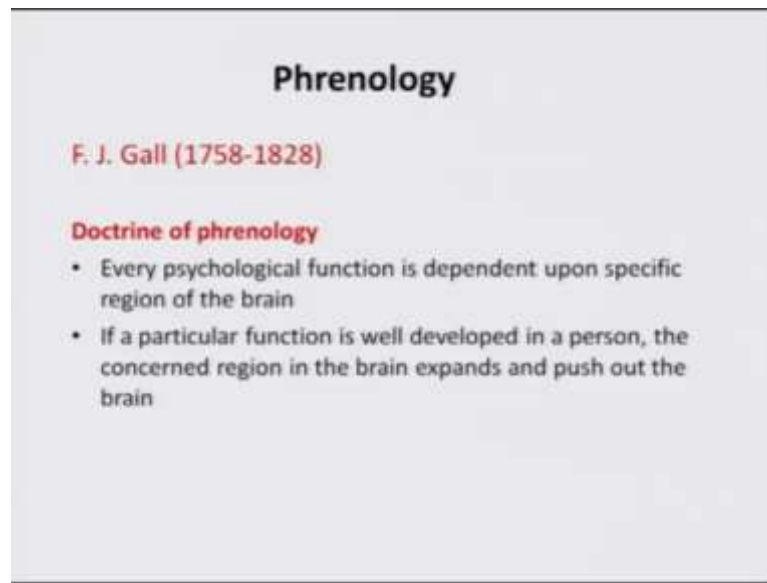 Phrenology
F. J. Gall (1758-1828)
Doctrine of phrenology
• Every psychological function is dependent upon specific
region of the brain
• If a particular function is well developed in a person, the
concerned region in the brain expands and push out the
brain